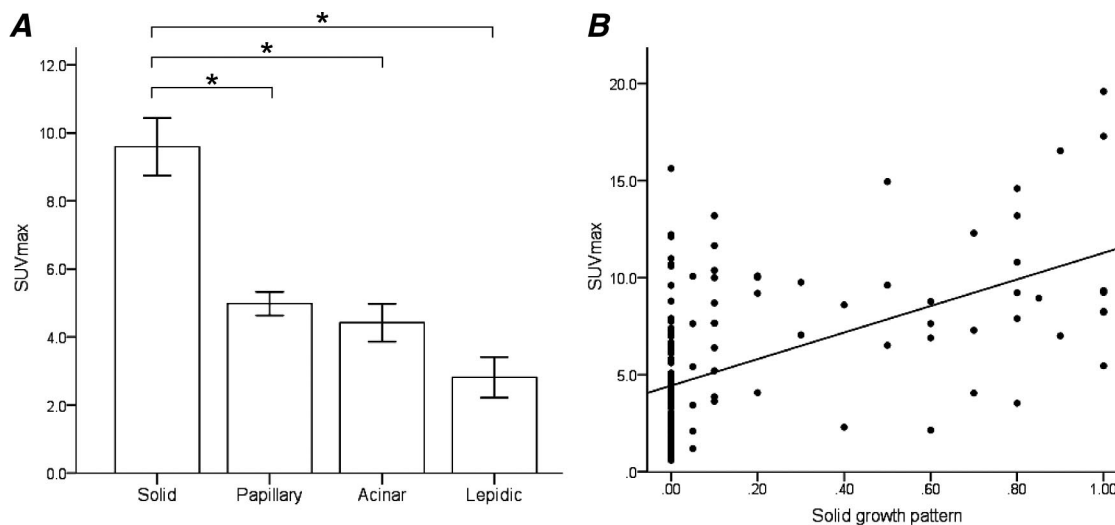 A
*
*
*
12.0
10.0
8.0
6.0
4.0
2.0
0.0
SUVmax
Solid Papillary Acinar Lepidic
B
20.0
15.0
10.0
5.0
.0
SUVmax
.00 .20 .40 .60 .80 1.00
Solid growth pattern